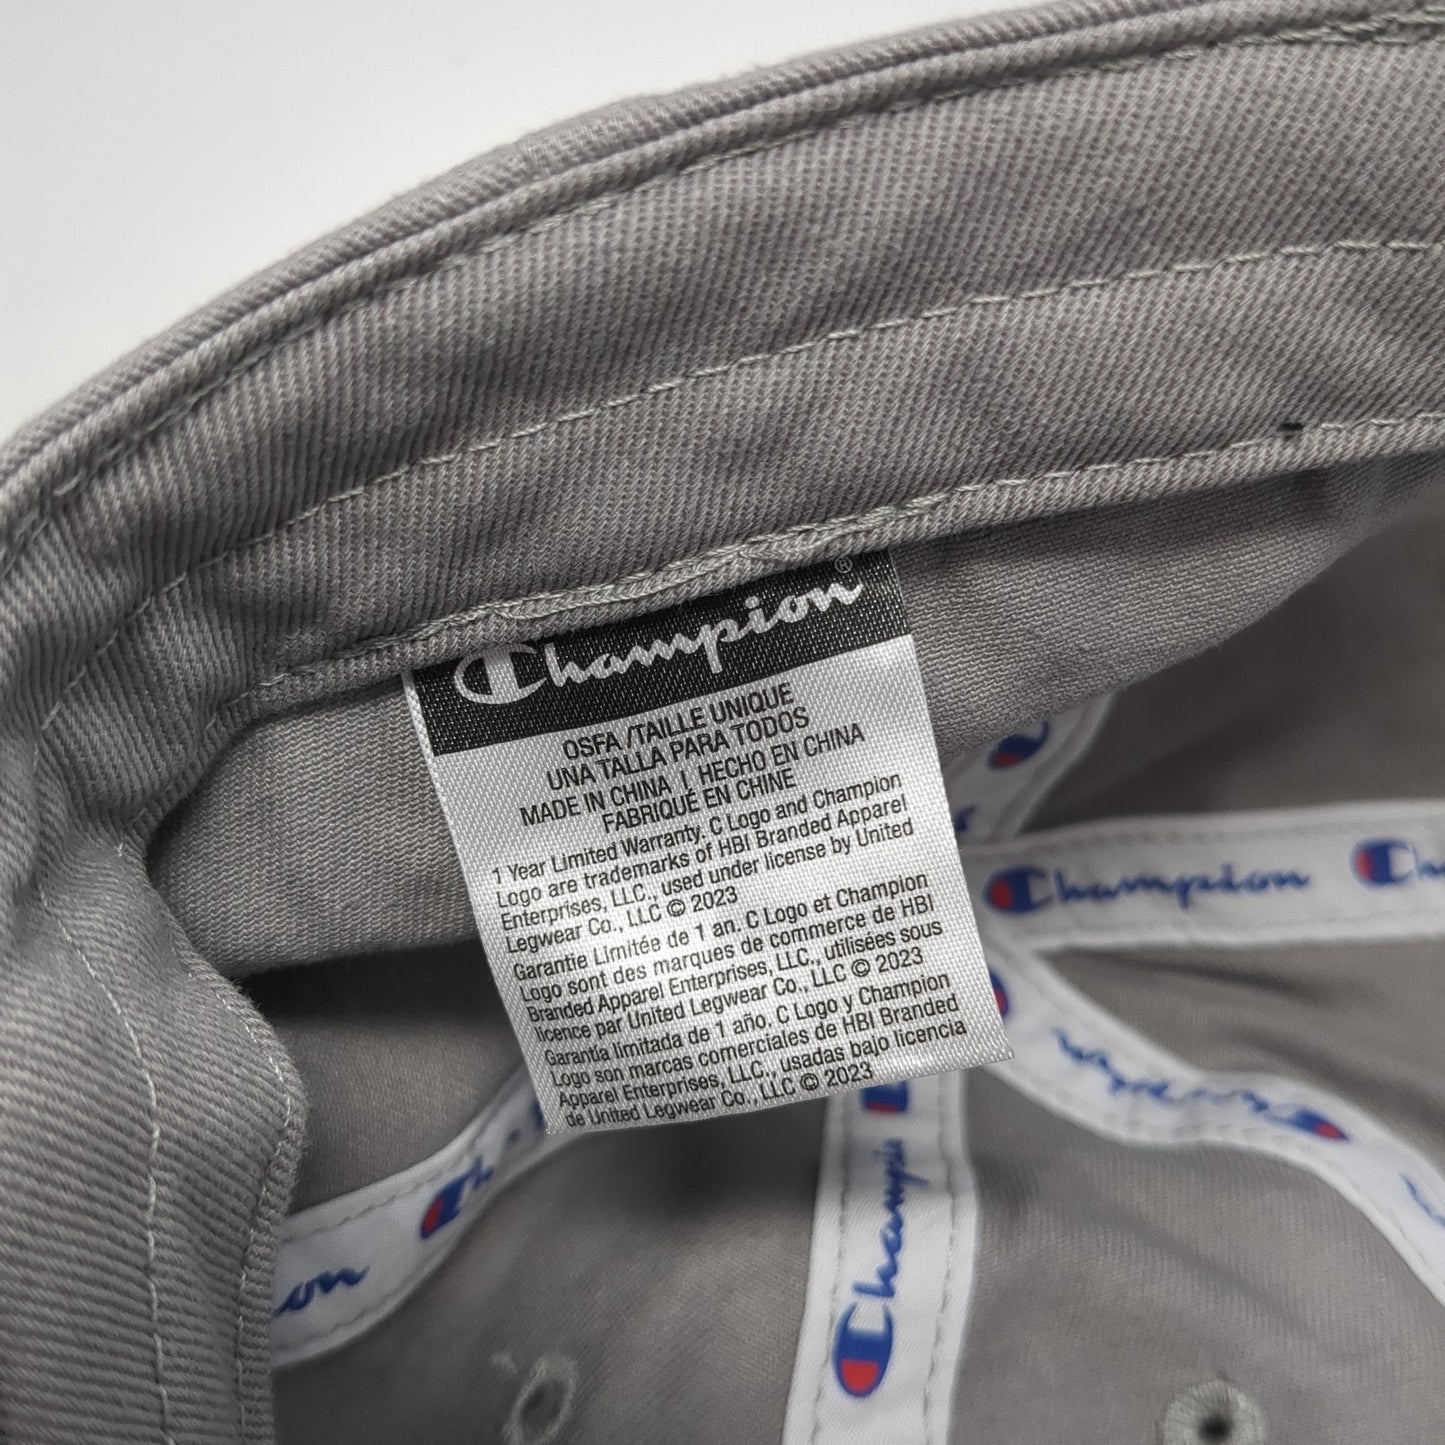 Champion®
OSFA /TAILLE UNIQUE
UNA TALLA PARA TODOS
MADE IN CHINA | HECHO EN CHINA
FABRIQUÉ EN CHINE
1 Year Limited Warranty, C Logo and Champion
Logo are trademarks of HBI Branded Apparel
Enterprises, LLC., used under license by United
Legwear Co., LLC © 2023
Garantie Limitée de 1 an. C Logo et Champion
Logo sont des marques de commerce de HBI
Branded Apparel Enterprises, LLC., utilisées sous
licence par United Legwear Co., LLC © 2023
Garantía limitada de 1 año. C Logo y Champion
Logo son marcas comerciales de HBI Branded
Apparel Enterprises, LLC., usadas bajo licencia
de United Legwear Co., LLC © 2023
Champion
Champion
Champion